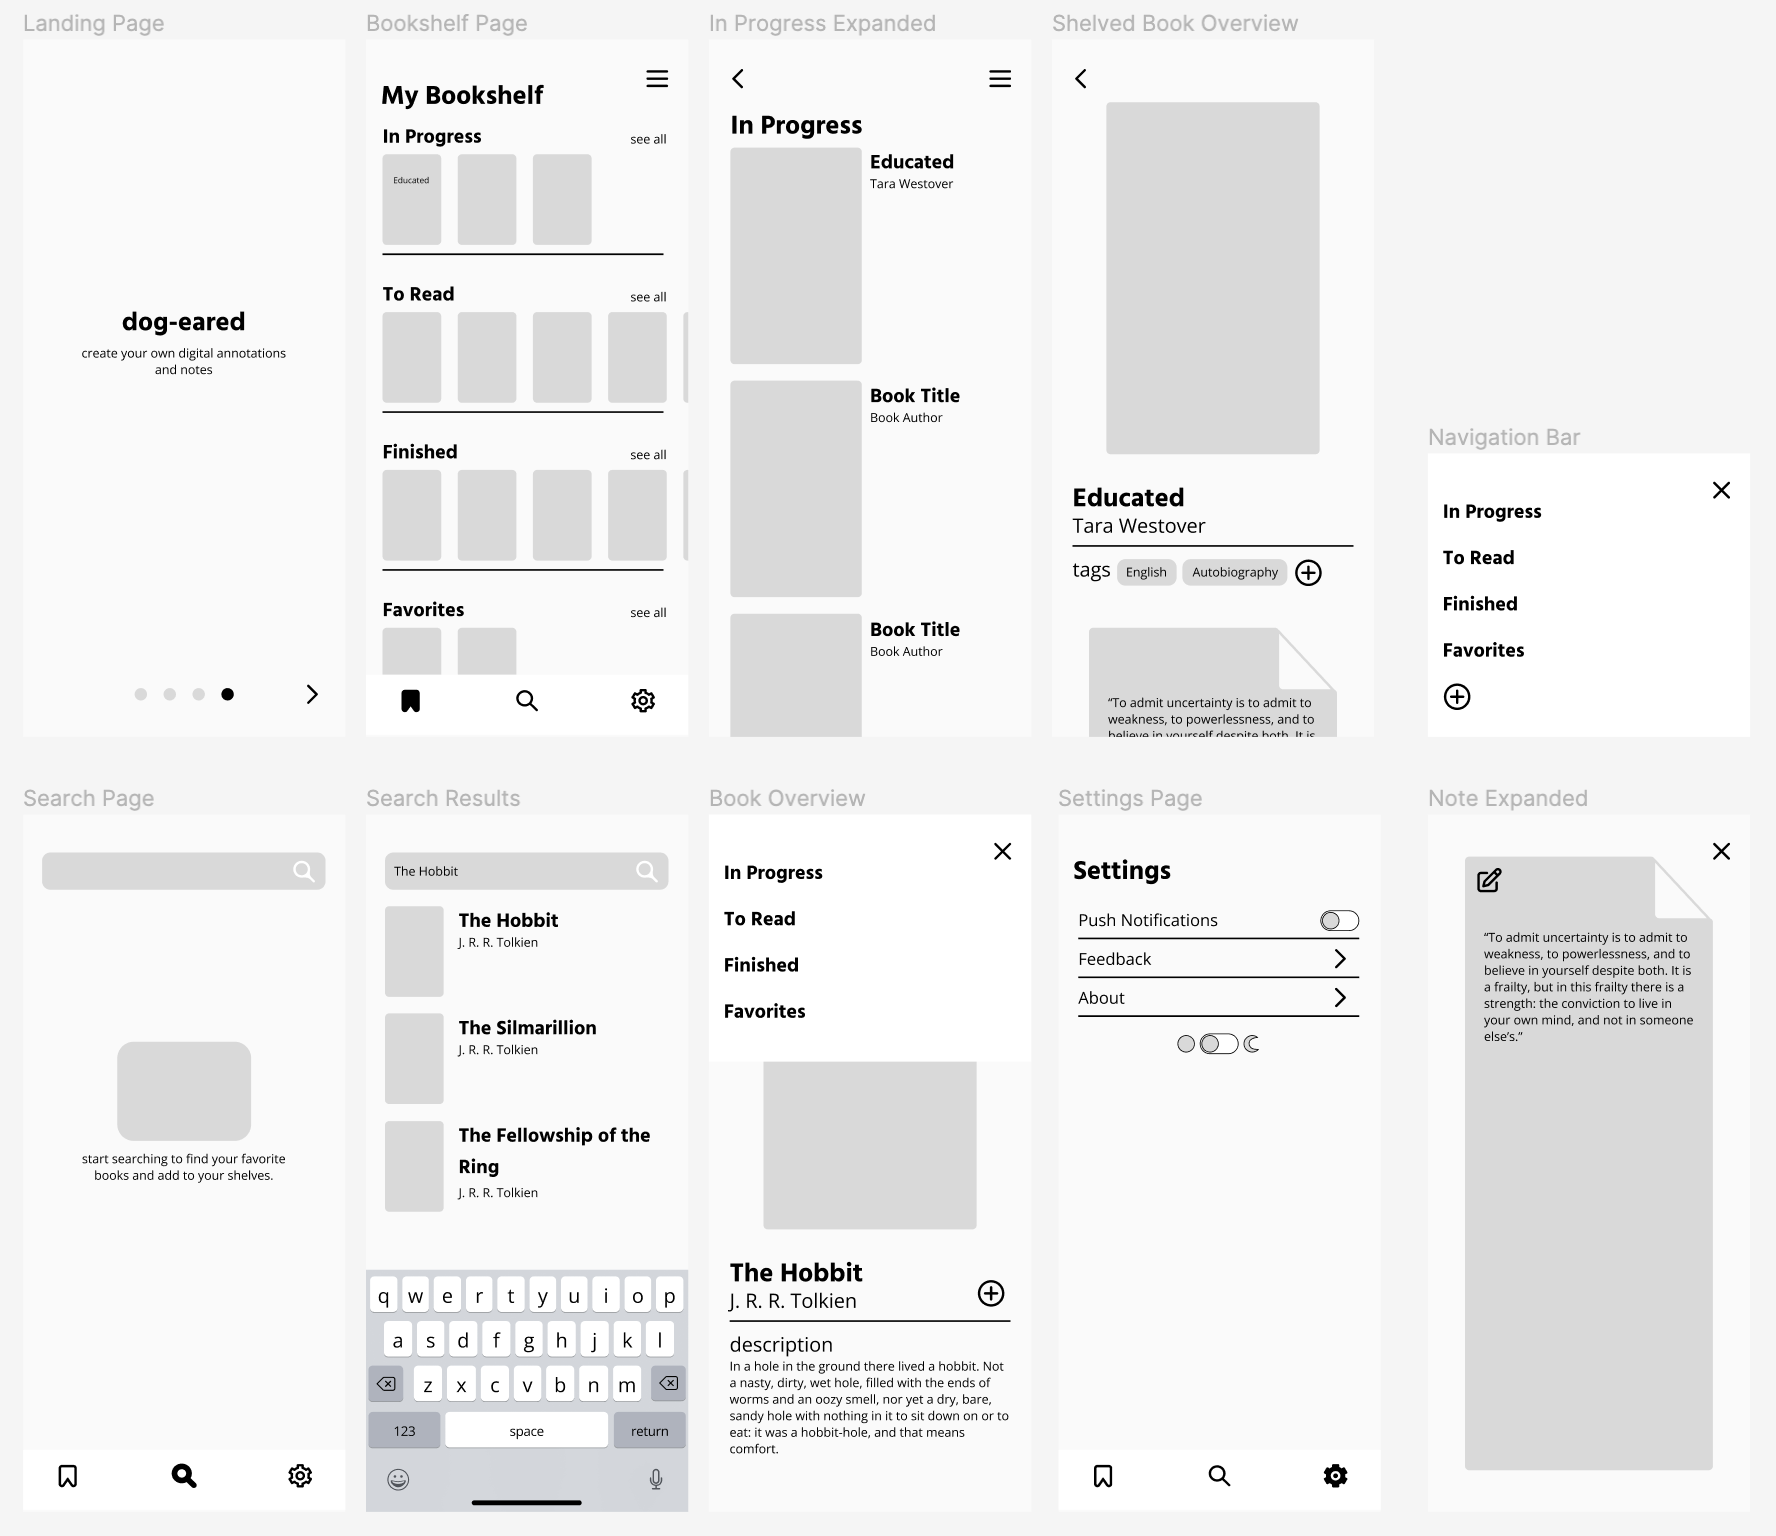 Landing Page
dog-eared
create your own digital annotations
and notes
Bookshelf Page
My Bookshelf
In Progress
see all
Educated
To Read
see all
Finished
see all
Favorites
see all
In Progress Expanded
In Progress
Educated
Tara Westover
Book Title
Book Author
Book Title
Book Author
Shelved Book Overview
Educated
Tara Westover
tags English Autobiography
“To admit uncertainty is to admit to
weakness, to powerlessness, and to
believe in yourself despite both. It is
Navigation Bar
In Progress
To Read
Finished
Favorites
Search Page
start searching to find your favorite
books and add to your shelves.
Search Results
The Hobbit
The Hobbit
J. R. R. Tolkien
The Silmarillion
J. R. R. Tolkien
The Fellowship of the
Ring
J. R. R. Tolkien
q w e r t y u i o p
a s d f g h j k l
z x c v b n m
123 space return
Book Overview
In Progress
To Read
Finished
Favorites
The Hobbit
J. R. R. Tolkien
description
In a hole in the ground there lived a hobbit. Not
a nasty, dirty, wet hole, filled with the ends of
worms and an oozy smell, nor yet a dry, bare,
sandy hole with nothing in it to sit down on or to
eat: it was a hobbit-hole, and that means
comfort.
Settings Page
Settings
Push Notifications
Feedback
About
Note Expanded
“To admit uncertainty is to admit to
weakness, to powerlessness, and to
believe in yourself despite both. It is
a frailty, but in this frailty there is a
strength: the conviction to live in
your own mind, and not in someone
else’s.”